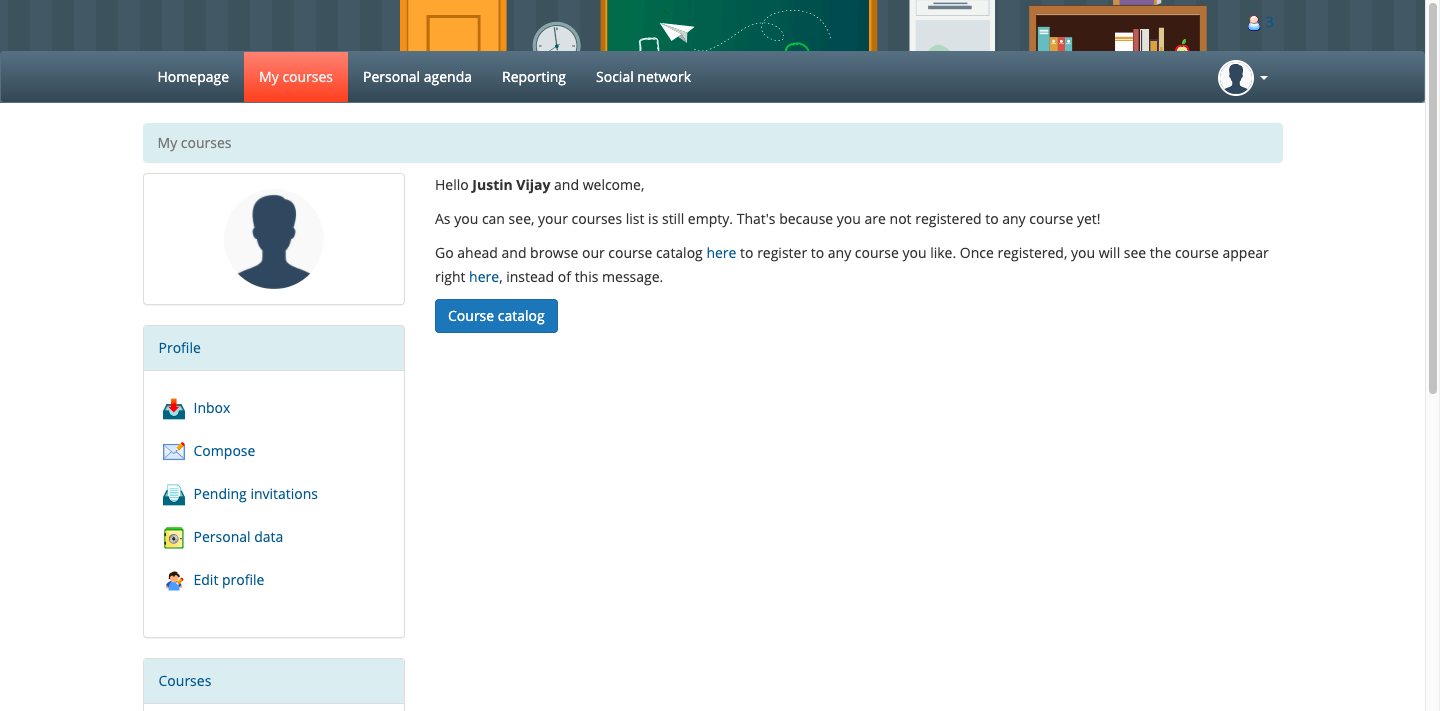 3
Homepage
My courses
Personal agenda
Reporting
Social network
My courses
Hello Justin Vijay and welcome,
As you can see, your courses list is still empty. That's because you are not registered to any course yet!
Go ahead and browse our course catalog here to register to any course you like. Once registered, you will see the course appear
right here, instead of this message.
Course catalog
Profile
Inbox
Compose
Pending invitations
Personal data
Edit profile
Courses